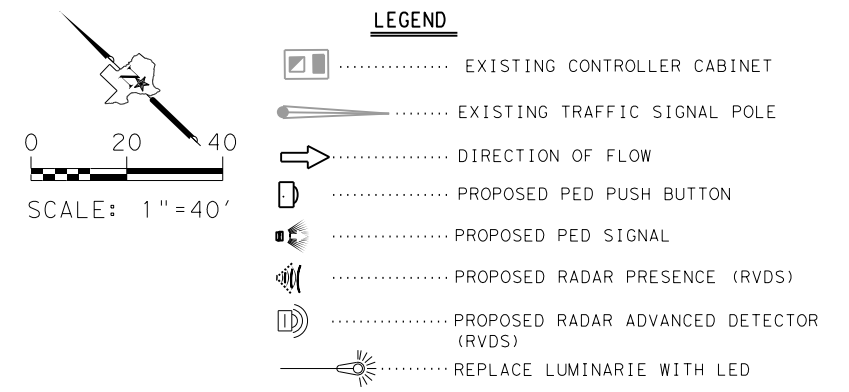 LEGEND
EXISTING CONTROLLER CABINET
EXISTING TRAFFIC SIGNAL POLE
0 20 40
DIRECTION OF FLOW
PROPOSED PED PUSH BUTTON
SCALE: 1"=40'
PROPOSED PED SIGNAL
PROPOSED RADAR PRESENCE (RVDS)
PROPOSED RADAR ADVANCED DETECTOR
(RVDS)
REPLACE LUMINARIE WITH LED